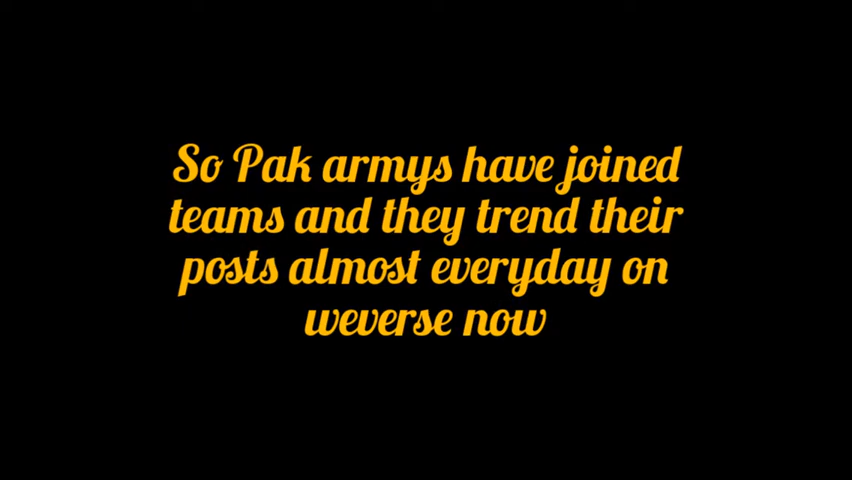 So Pak armys have joined
teams and they trend their
posts almost everyday on
weverse now